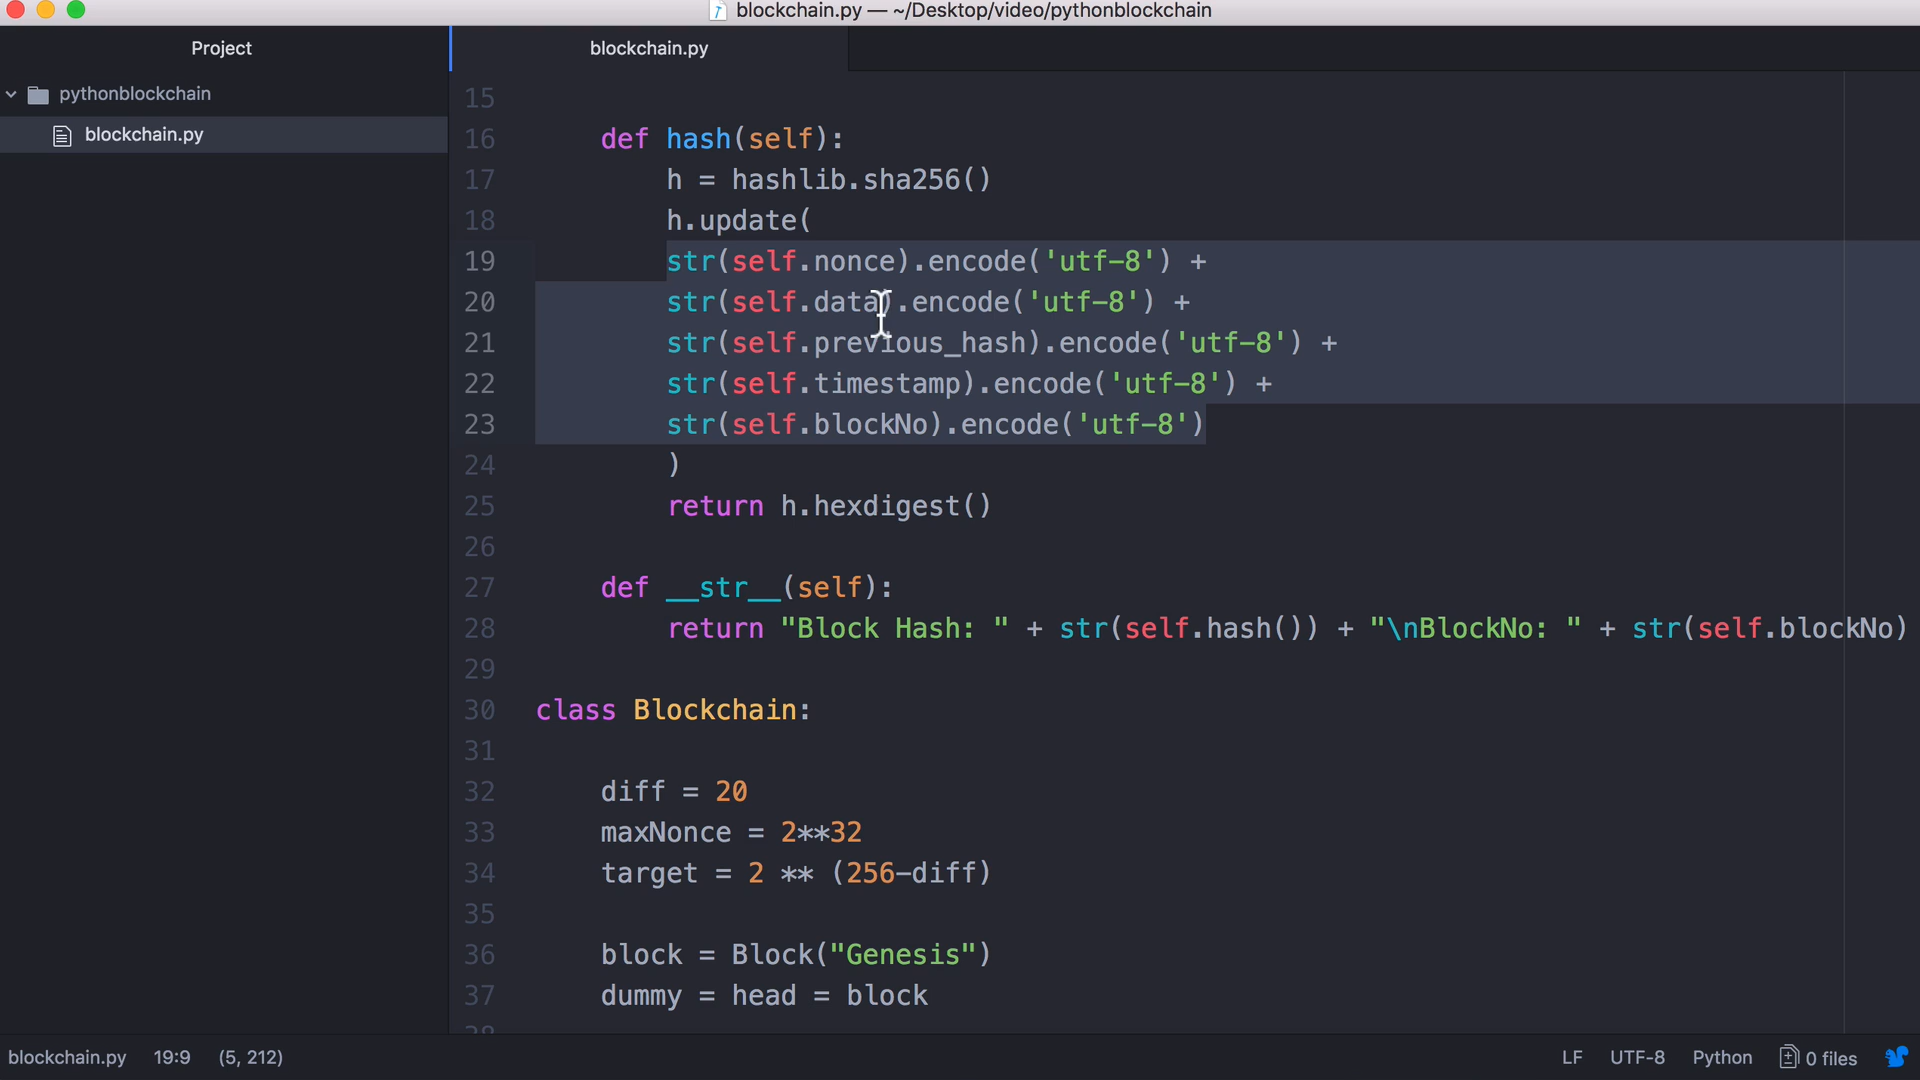 blockchain.py — ~/Desktop/video/pythonblockchain
Project
blockchain.py
pythonblockchain
blockchain.py
15
16 def hash(self):
17 h = hashlib.sha256()
18 h.update(
19 str(self.nonce).encode('utf-8') +
20 str(self.data).encode('utf-8') +
21 str(self.previous_hash).encode('utf-8') +
22 str(self.timestamp).encode('utf-8') +
23 str(self.blockNo).encode('utf-8')
24 )
25 return h.hexdigest()
26
27 def __str__(self):
28 return "Block Hash: " + str(self.hash()) + "\nBlockNo: " + str(self.blockNo)
29
30 class Blockchain:
31
32 diff = 20
33 maxNonce = 2**32
34 target = 2 ** (256-diff)
35
36 block = Block("Genesis")
37 dummy = head = block
38
blockchain.py 19:9 (5, 212) LF UTF-8 Python 0 files